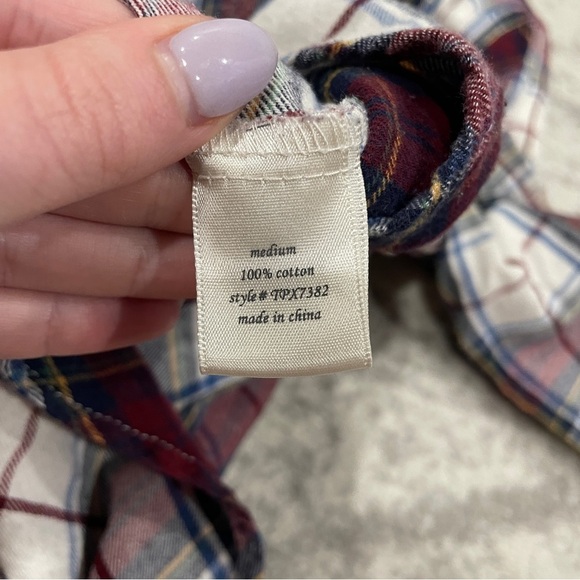 medium
100% cotton
style# TPX7382
made in china